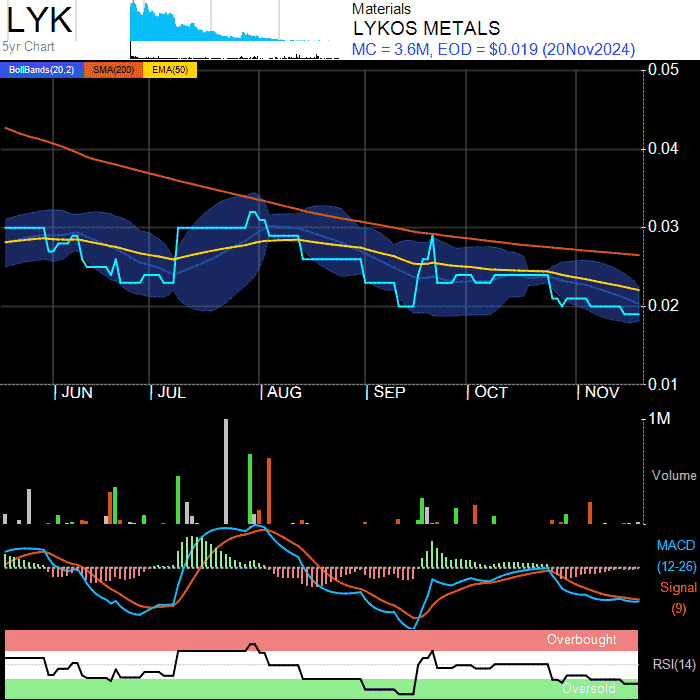 LYK
5yr Chart
Materials
LYKOS METALS
MC = 3.6M, EOD = $0.019 (20Nov2024)
BollBands(20,2) SMA(200) EMA(50)
0.05
0.04
0.03
0.02
0.01
JUN JUL AUG SEP OCT NOV
1M
Volume
MACD
(12-26)
Signal
(9)
Overbought
RSI(14)
Oversold